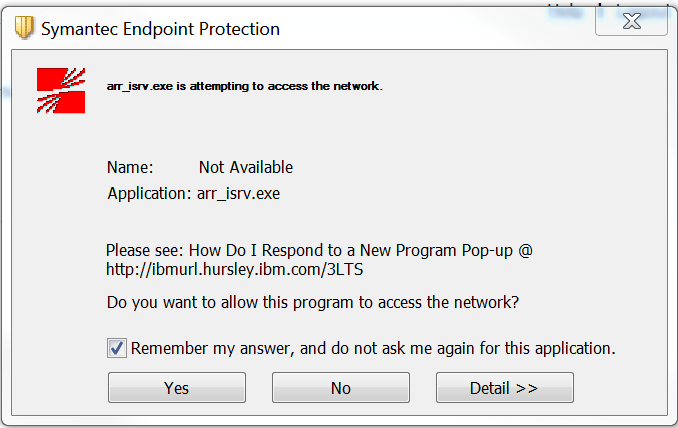 Symantec Endpoint Protection
arr_isrv.exe is attempting to access the network.
Name: Not Available
Application: arr_isrv.exe
Please see: How Do I Respond to a New Program Pop-up @
http://ibmurl.hursley.ibm.com/3LTS
Do you want to allow this program to access the network?
Remember my answer, and do not ask me again for this application.
Yes No Detail >>